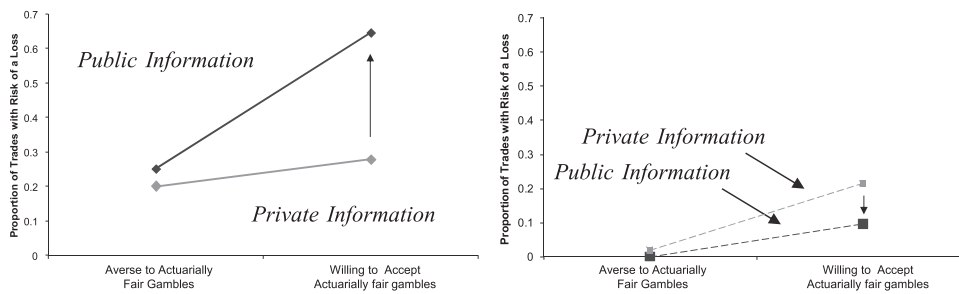 Proportion of Trades with Risk of a Loss
0.7
0.6
0.5
0.4
0.3
0.2
0.1
0
Public Information
Private Information
Averse to Actuarially
Fair Gambles
Willing to Accept
Actuarially fair gambles
Proportion of Trades with Risk of a Loss
0.7
0.6
0.5
0.4
0.3
0.2
0.1
0
Private Information
Public Information
Averse to Actuarially
Fair Gambles
Willing to Accept
Actuarially fair gambles